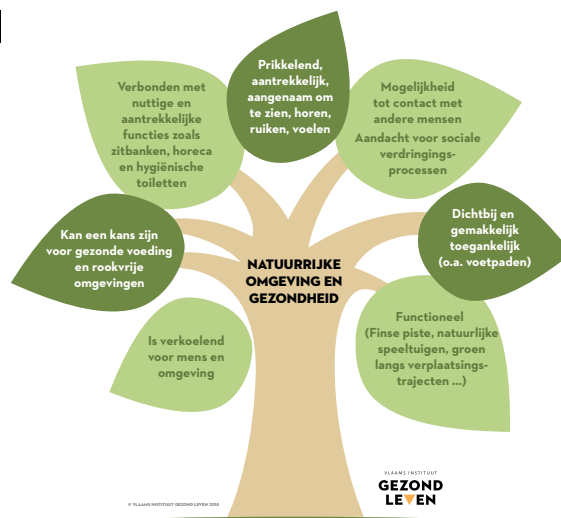 Prikkelend,
aantrekkelijk,
aangenaam om
te zien, horen,
ruiken, voelen
Verbonden met
nuttige en
aantrekkelijke
functies zoals
zitbanken, horeca
en hygiënische
toiletten
Mogelijkheid
tot contact met
andere mensen
Aandacht voor sociale
verdringings-
processen
Kan een kans zijn
voor gezonde voeding
en rookvrije
omgevingen
Dichtbij en
gemakkelijk
toegankelijk
(o.a. voetpaden)
NATUURRIJKE
OMGEVING EN
GEZONDHEID
Is verkoelend
voor mens en
omgeving
Functioneel
(Finse piste, natuurlijke
speeltuigen, groen
langs verplaatsings-
trajecten ...)
VLAAMS INSTITUUT
GEZOND
LEVEN
© VLAAMS INSTITUUT GEZOND LEVEN 2018